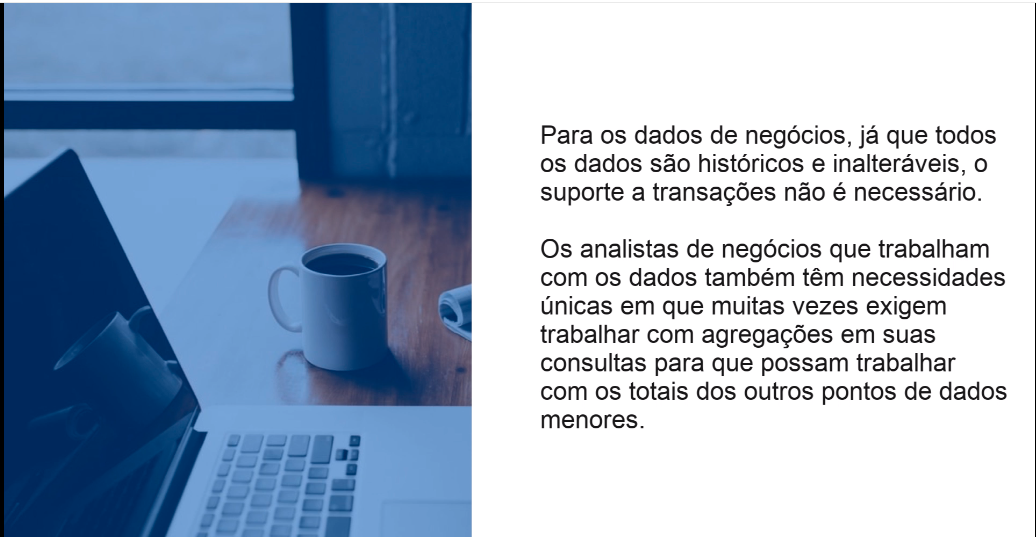 Para os dados de negócios, já que todos
os dados são históricos e inalteráveis, o
suporte a transações não é necessário.
Os analistas de negócios que trabalham
com os dados também têm necessidades
únicas em que muitas vezes exigem
trabalhar com agregações em suas
consultas para que possam trabalhar
com os totais dos outros pontos de dados
menores.